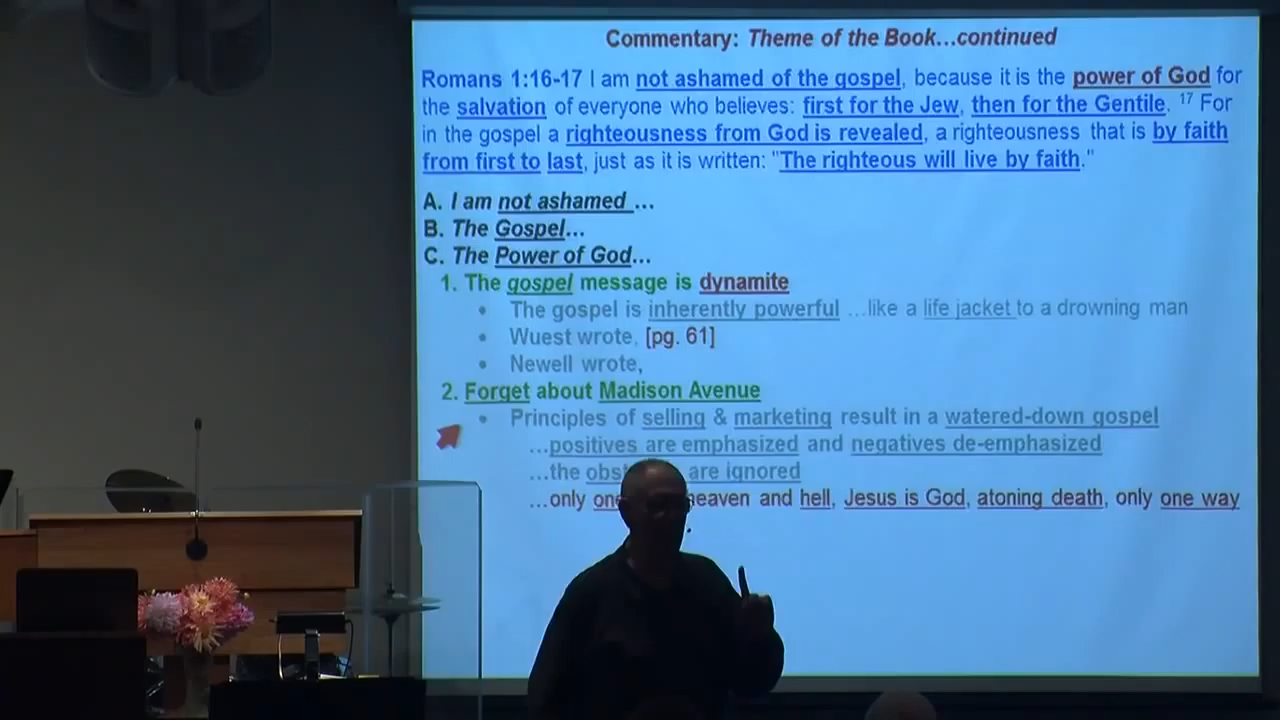 Commentary: Theme of the Book...continued
Romans 1:16-17 I am not ashamed of the gospel, because it is the power of God for
the salvation of everyone who believes: first for the Jew, then for the Gentile. 17 For
in the gospel a righteousness from God is revealed, a righteousness that is by faith
from first to last, just as it is written: "The righteous will live by faith."
A. I am not ashamed ...
B. The Gospel...
C. The Power of God...
1. The gospel message is dynamite
• The gospel is inherently powerful ...like a life jacket to a drowning man
• Wuest wrote, [pg. 61]
• Newell wrote,
2. Forget about Madison Avenue
• Principles of selling & marketing result in a watered-down gospel
...positives are emphasized and negatives de-emphasized
...the are ignored
...only heaven and hell, Jesus is God, atoning death, only one way